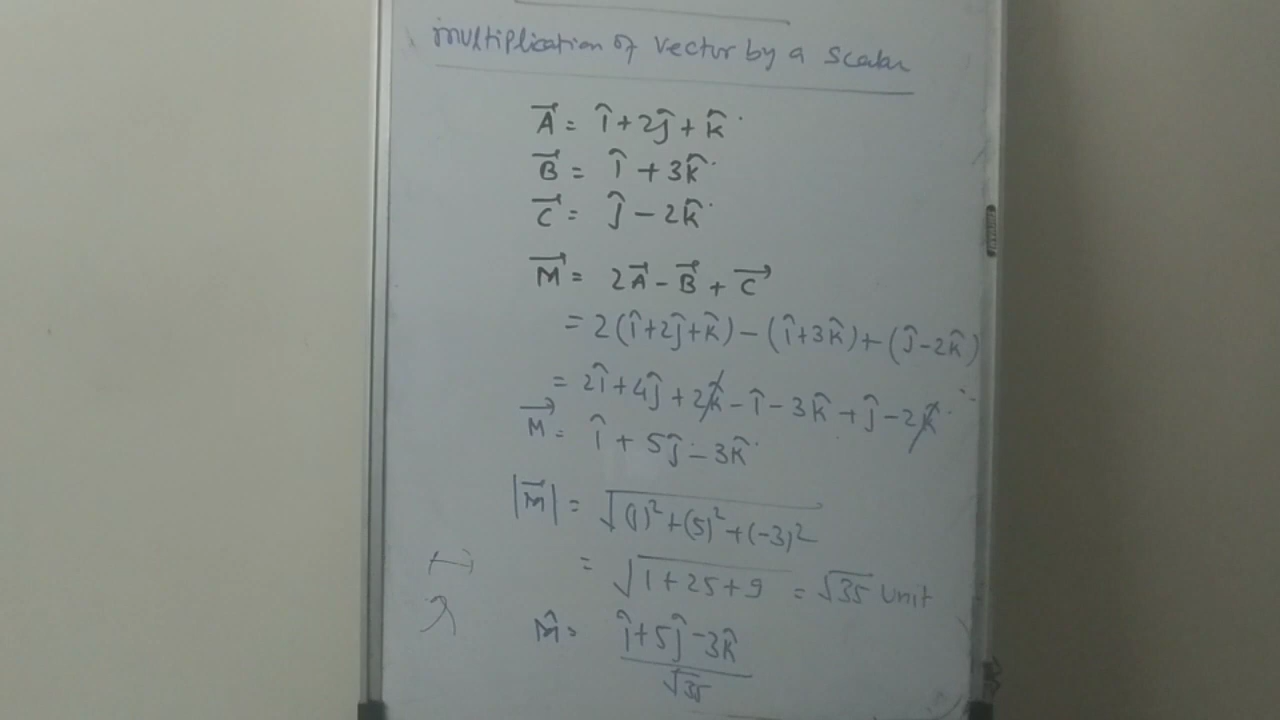 multiplication of vector by a scalar
A⃗ = î + 2ĵ + k̂
B⃗ = î + 3k̂
C⃗ = ĵ - 2k̂
M⃗ = 2A⃗ - B⃗ + C⃗
= 2(î+2ĵ+k̂) - (î+3k̂) + (ĵ-2k̂)
= 2î + 4ĵ + 2k̂ - î - 3k̂ + ĵ - 2k̂
M⃗ = î + 5ĵ - 3k̂
|M⃗| = √(1)² + (5)² + (-3)²
= √1 + 25 + 9 = √35 Unit
M̂ = î + 5ĵ - 3k̂
√35